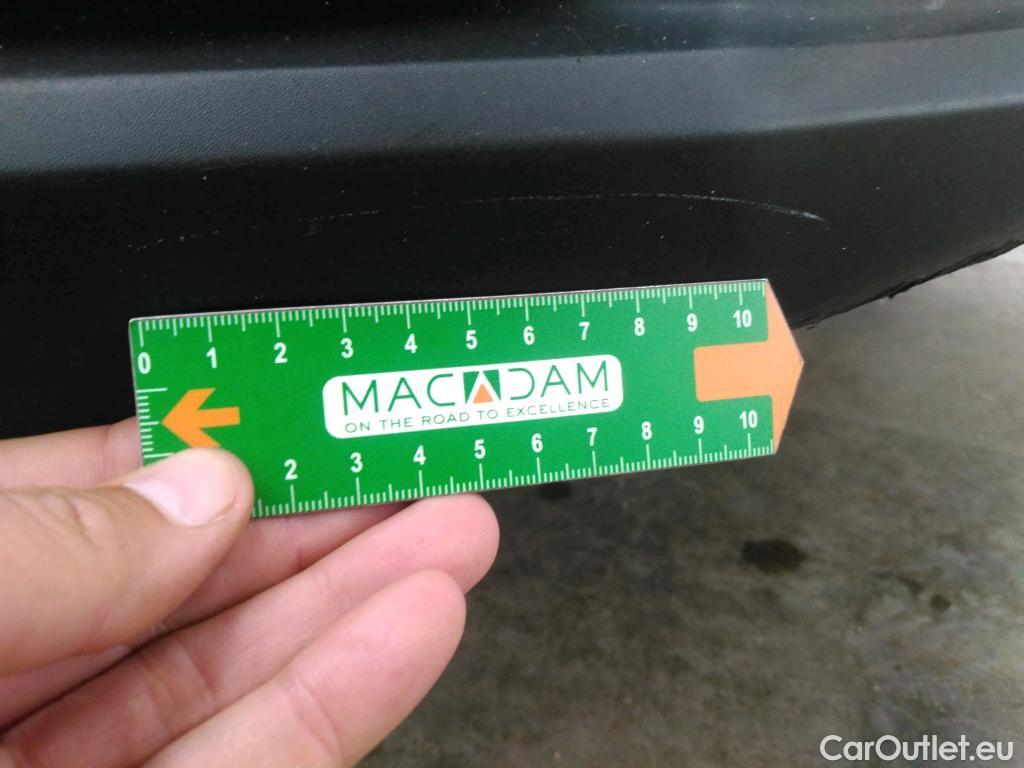 0 1 2 3 4 5 6 7 8 9 10
MACADAM
ON THE ROAD TO EXCELLENCE
2 3 4 5 6 7 8 9 10
CarOutlet.eu